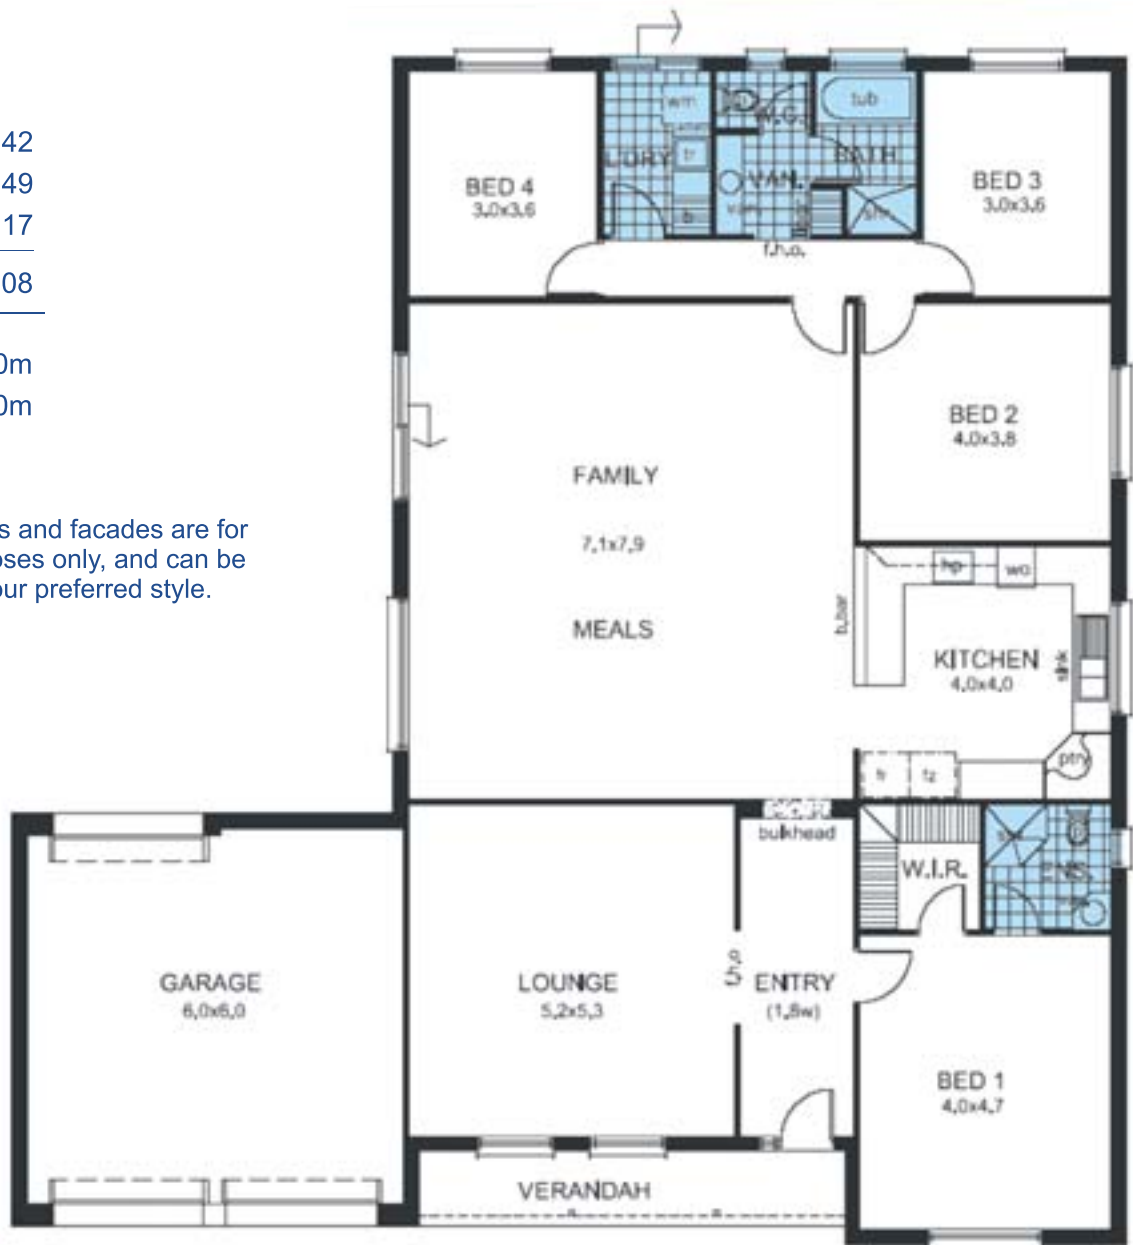 42
49
17
08
0m
0m
s and facades are for
oses only, and can be
our preferred style.
BED 4
3.0x3.6
wm
L'DRY
tr
b
W.C.
VAN.
tub
BATH
shr
f.h.o.
BED 3
3.0x3.6
BED 2
4.0x3.8
FAMILY
7.1x7.9
MEALS
b.bar
hp
wo
KITCHEN
4.0x4.0
sink
ptry
fr
fz
bulkhead
W.I.R.
ENS.
GARAGE
6.0x6.0
LOUNGE
5.2x5.3
f.h.o
ENTRY
(1.8w)
BED 1
4.0x4.7
VERANDAH